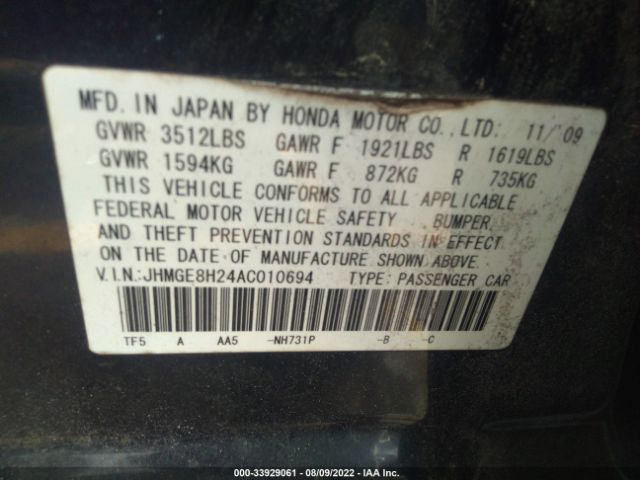 MFD. IN JAPAN BY HONDA MOTOR CO., LTD: 11/09
GVWR 3512LBS GAWR F 1921LBS R 1619LBS
GVWR 1594KG GAWR F 872KG R 735KG
THIS VEHICLE CONFORMS TO ALL APPLICABLE
FEDERAL MOTOR VEHICLE SAFETY, BUMPER,
AND THEFT PREVENTION STANDARDS IN EFFECT
ON THE DATE OF MANUFACTURE SHOWN ABOVE.
V.I.N.:JHMGE8H24AC010694 TYPE: PASSENGER CAR
TF5 A AA5 -NH731P -B -C
000-33929061 - 08/09/2022 - IAA Inc.